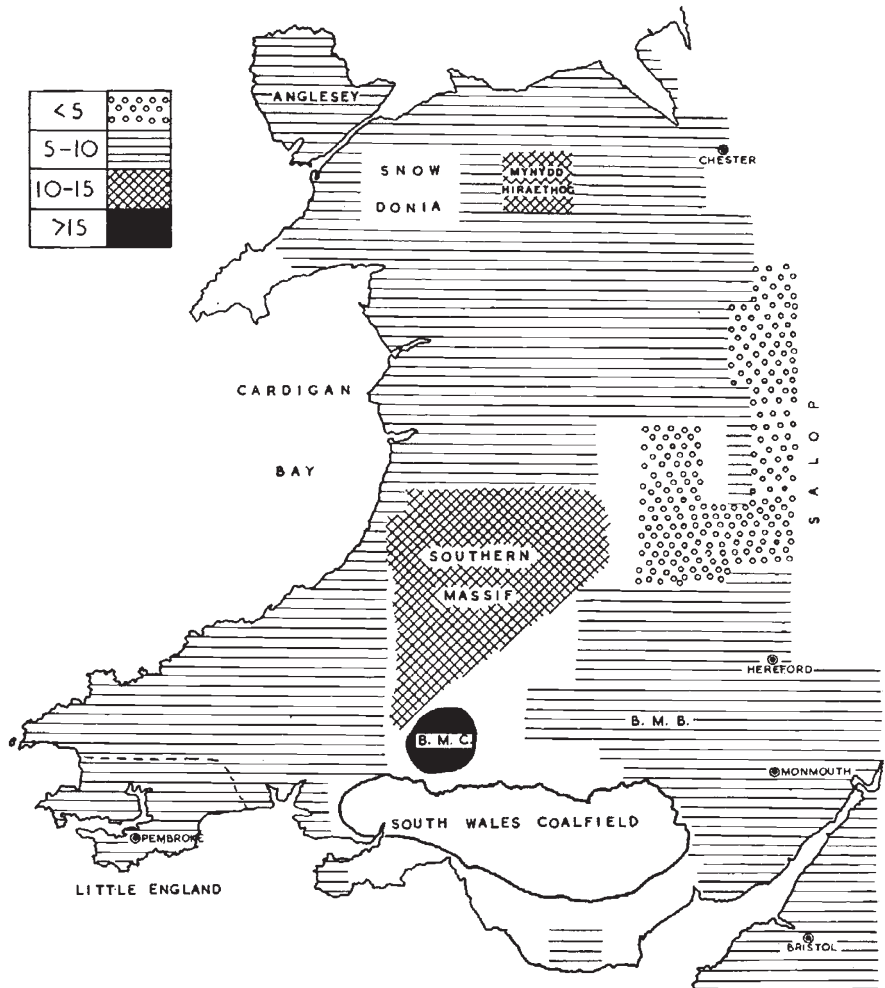 <5
5-10
10-15
>15
ANGLESEY
CHESTER
SNOW
DONIA
MYNYDD
HIRAETHOG
CARDIGAN
BAY
SALOP
SOUTHERN
MASSIF
HEREFORD
B. M. B.
B. M. C.
MONMOUTH
SOUTH WALES COALFIELD
PEMBROKE
LITTLE ENGLAND
BRISTOL